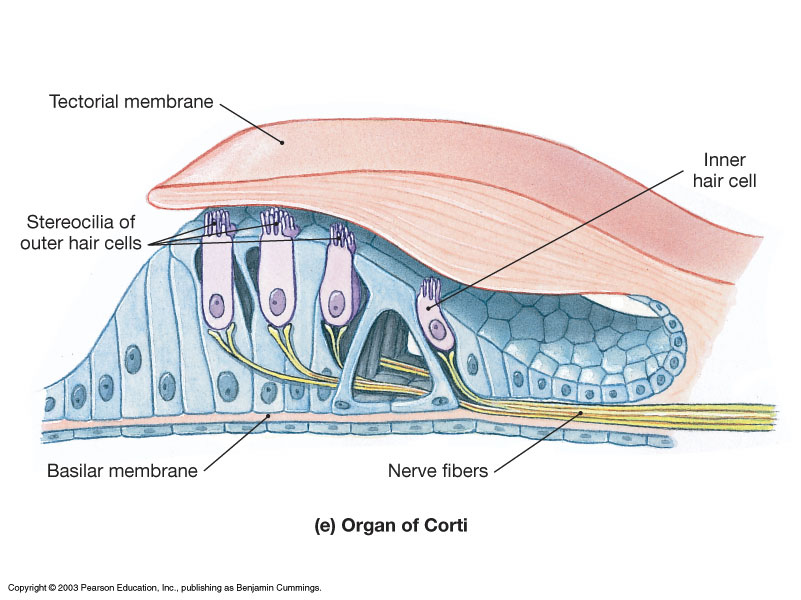 Tectorial membrane
Inner
hair cell
Stereocilia of
outer hair cells
Basilar membrane
Nerve fibers
(e) Organ of Corti
Copyright © 2003 Pearson Education, Inc., publishing as Benjamin Cummings.